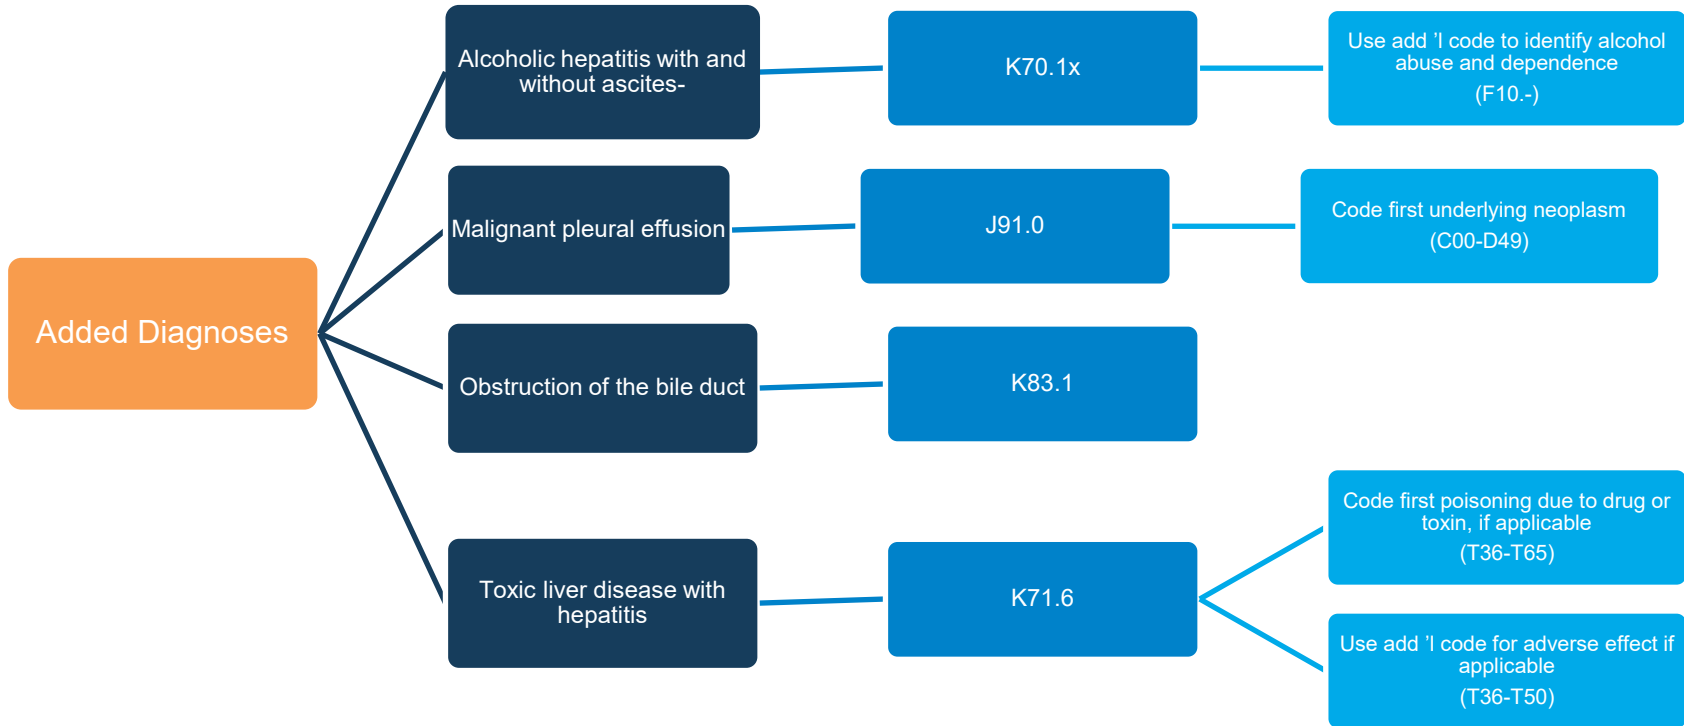 Added Diagnoses
Alcoholic hepatitis with and
without ascites-
K70.1x
Use add 'l code to identify alcohol
abuse and dependence
(F10.-)
Malignant pleural effusion
J91.0
Code first underlying neoplasm
(C00-D49)
Obstruction of the bile duct
K83.1
Toxic liver disease with
hepatitis
K71.6
Code first poisoning due to drug or
toxin, if applicable
(T36-T65)
Use add 'l code for adverse effect if
applicable
(T36-T50)